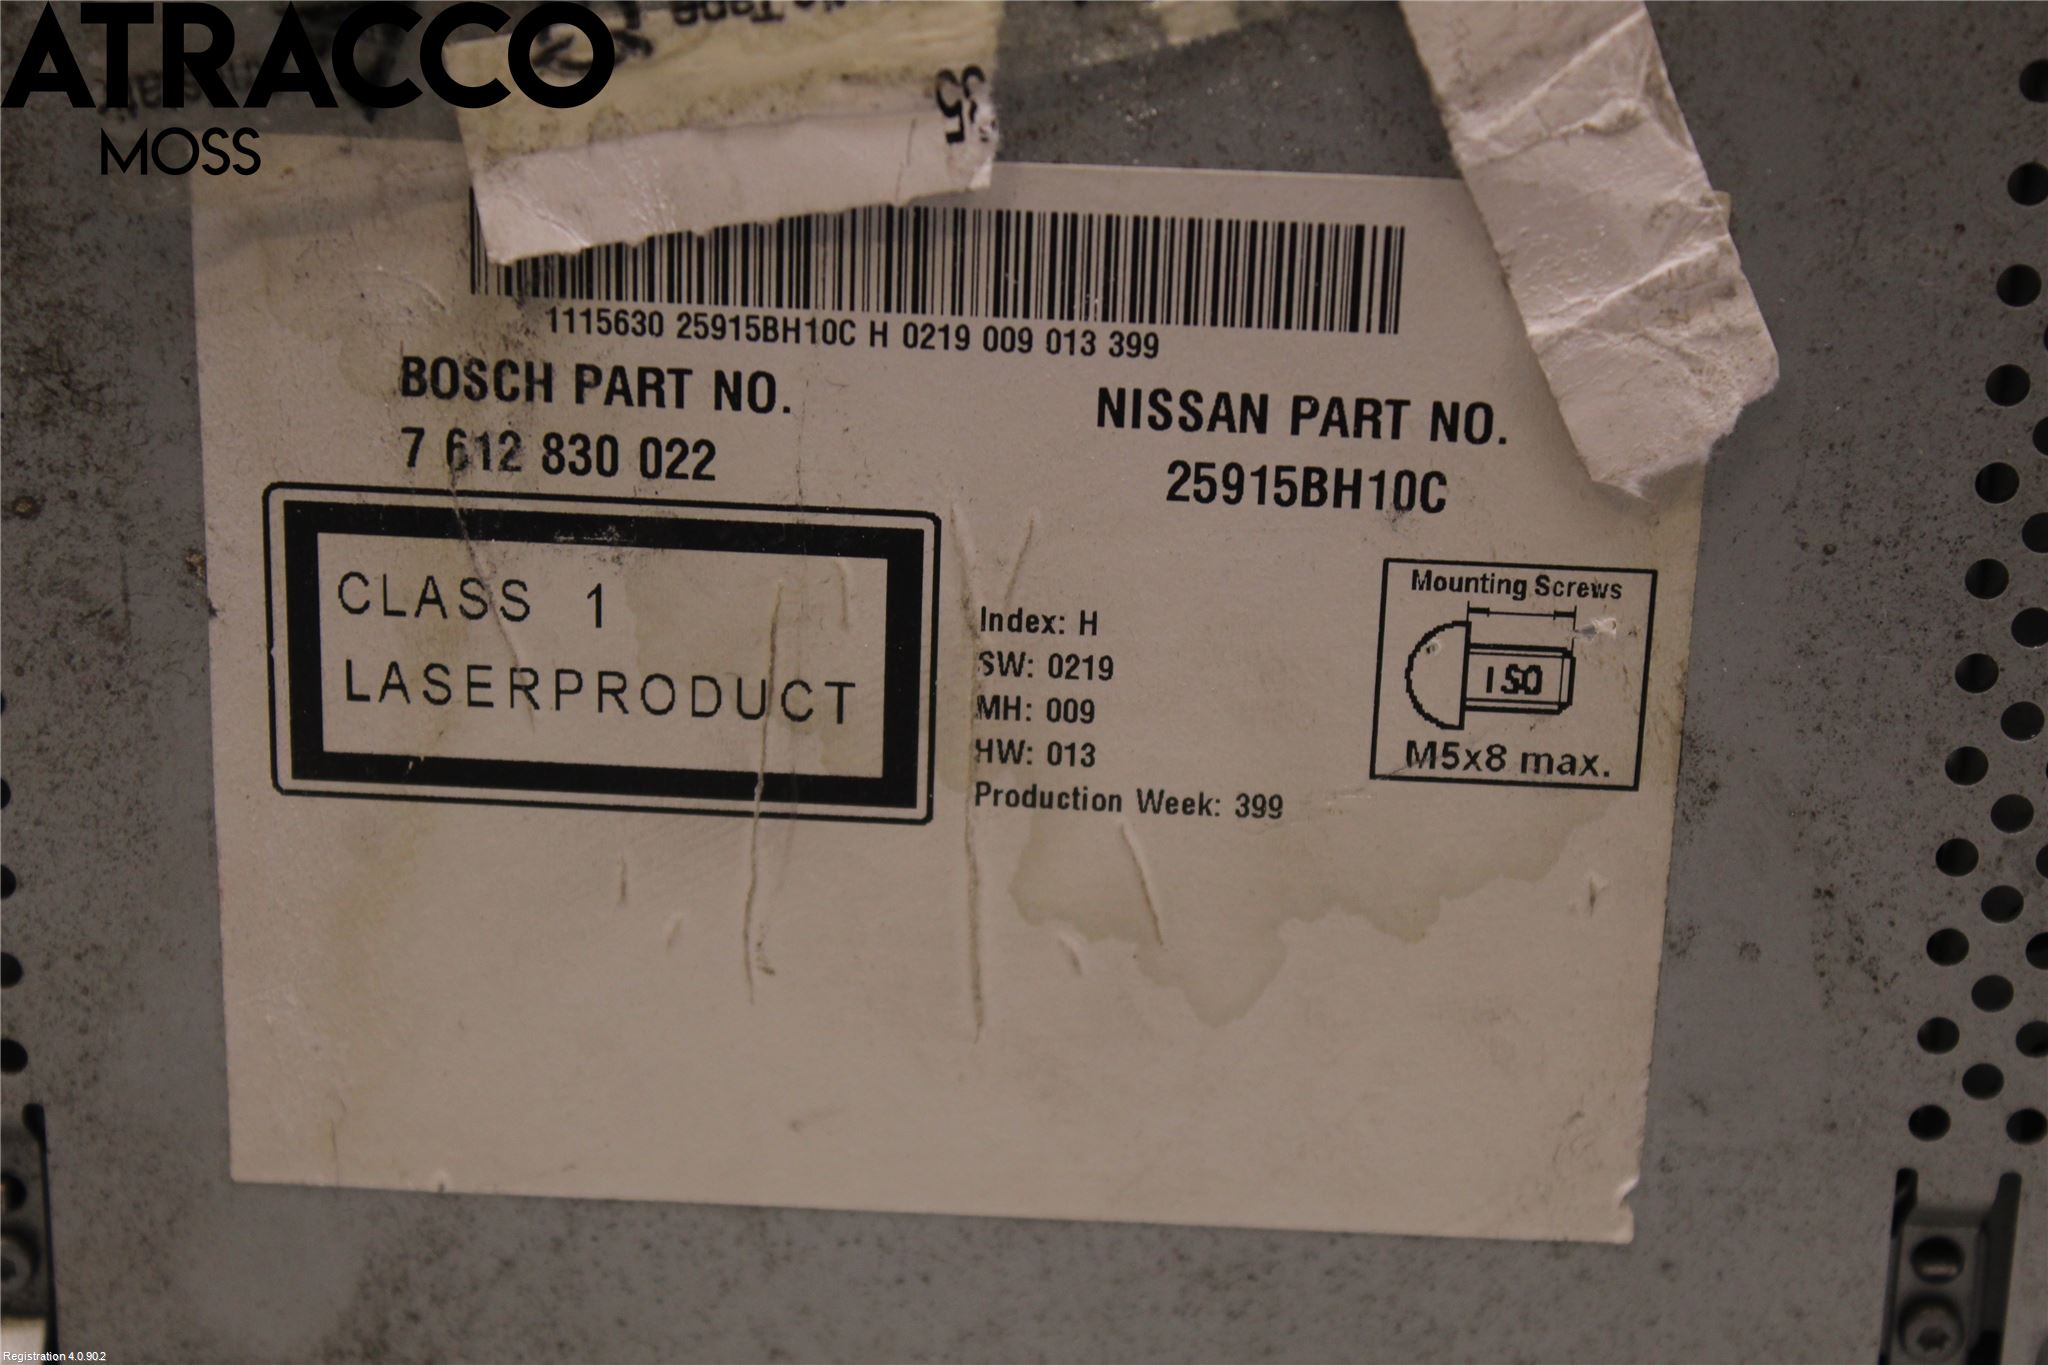 ATRACCO
MOSS
35
1115630 25915BH10C H 0219 009 013 399
BOSCH PART NO.
7 612 830 022
NISSAN PART NO.
25915BH10C
CLASS 1
LASERPRODUCT
Index: H
SW: 0219
MH: 009
HW: 013
Production Week: 399
Mounting Screws
ISO
M5x8 max.
Registration 4.0.90.2